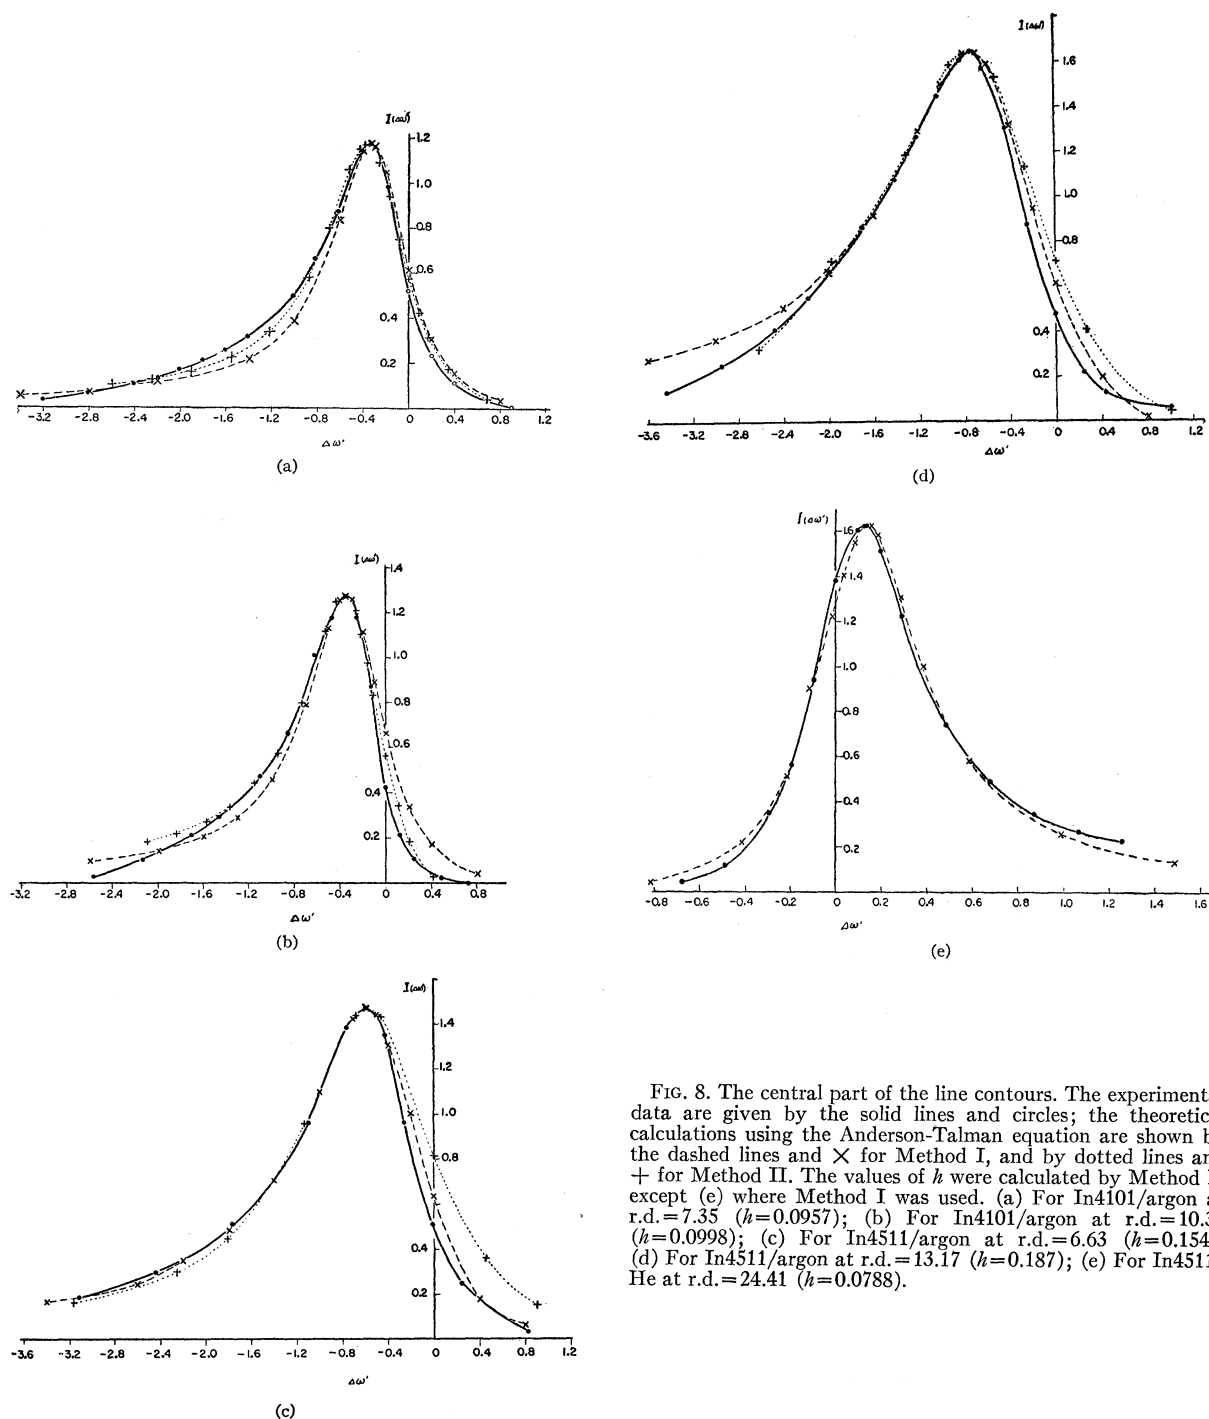 I(Δω')
1.2
1.0
0.8
0.6
0.4
0.2
-3.2 -2.8 -2.4 -2.0 -1.6 -1.2 -0.8 -0.4 0 0.4 0.8 1.2
Δω'
(a)
I(Δω)
1.6
1.4
1.2
1.0
0.8
0.4
0.2
-3.6 -3.2 -2.8 -2.4 -2.0 -1.6 -1.2 -0.8 -0.4 0 0.4 0.8 1.2
Δω'
(d)
I(Δω')
1.4
1.2
1.0
0.8
0.6
0.4
0.2
-3.2 -2.8 -2.4 -2.0 -1.6 -1.2 -0.8 -0.4 0 0.4 0.8
Δω'
(b)
I(Δω')
1.6
1.4
1.2
1.0
0.8
0.6
0.4
0.2
-0.8 -0.6 -0.4 -0.2 0 0.2 0.4 0.6 0.8 1.0 1.2 1.4 1.6
Δω'
(e)
I(Δω)
1.4
1.2
1.0
0.8
0.4
0.2
-3.6 -3.2 -2.8 -2.4 -2.0 -1.6 -1.2 -0.8 -0.4 0 0.4 0.8 1.2
Δω'
(c)
FIG. 8. The central part of the line contours. The experiment
data are given by the solid lines and circles; the theoretic
calculations using the Anderson-Talman equation are shown b
the dashed lines and × for Method I, and by dotted lines an
+ for Method II. The values of h were calculated by Method
except (e) where Method I was used. (a) For In4101/argon a
r.d.=7.35 (h=0.0957); (b) For In4101/argon at r.d.=10.3
(h=0.0998); (c) For In4511/argon at r.d.=6.63 (h=0.154
(d) For In4511/argon at r.d.=13.17 (h=0.187); (e) For In4511
He at r.d.=24.41 (h=0.0788).